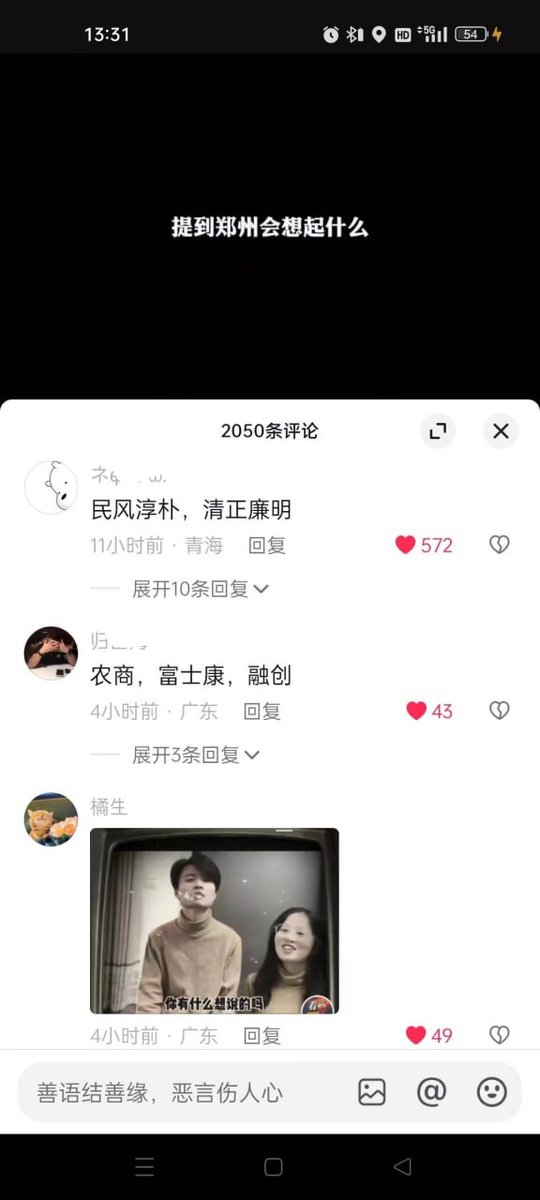 13:31
HD 5G 54
提到郑州会想起什么
2050条评论
民风淳朴，清正廉明
11小时前 · 青海 回复 572
展开10条回复
农商，富士康，融创
4小时前 · 广东 回复 43
展开3条回复
橘生
你有什么想说的吗
4小时前 · 广东 回复 49
善语结善缘，恶言伤人心 @